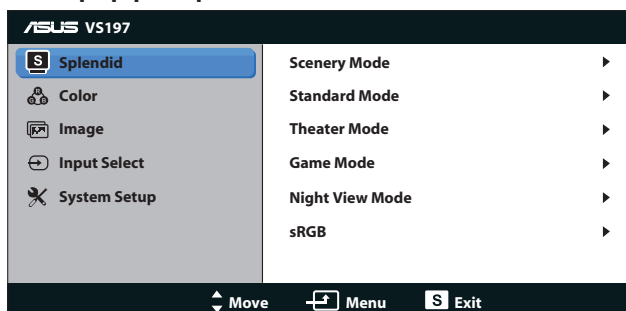 ASUS VS197
S Splendid
Color
Image
Input Select
System Setup
Scenery Mode
Standard Mode
Theater Mode
Game Mode
Night View Mode
sRGB
Move Menu S Exit